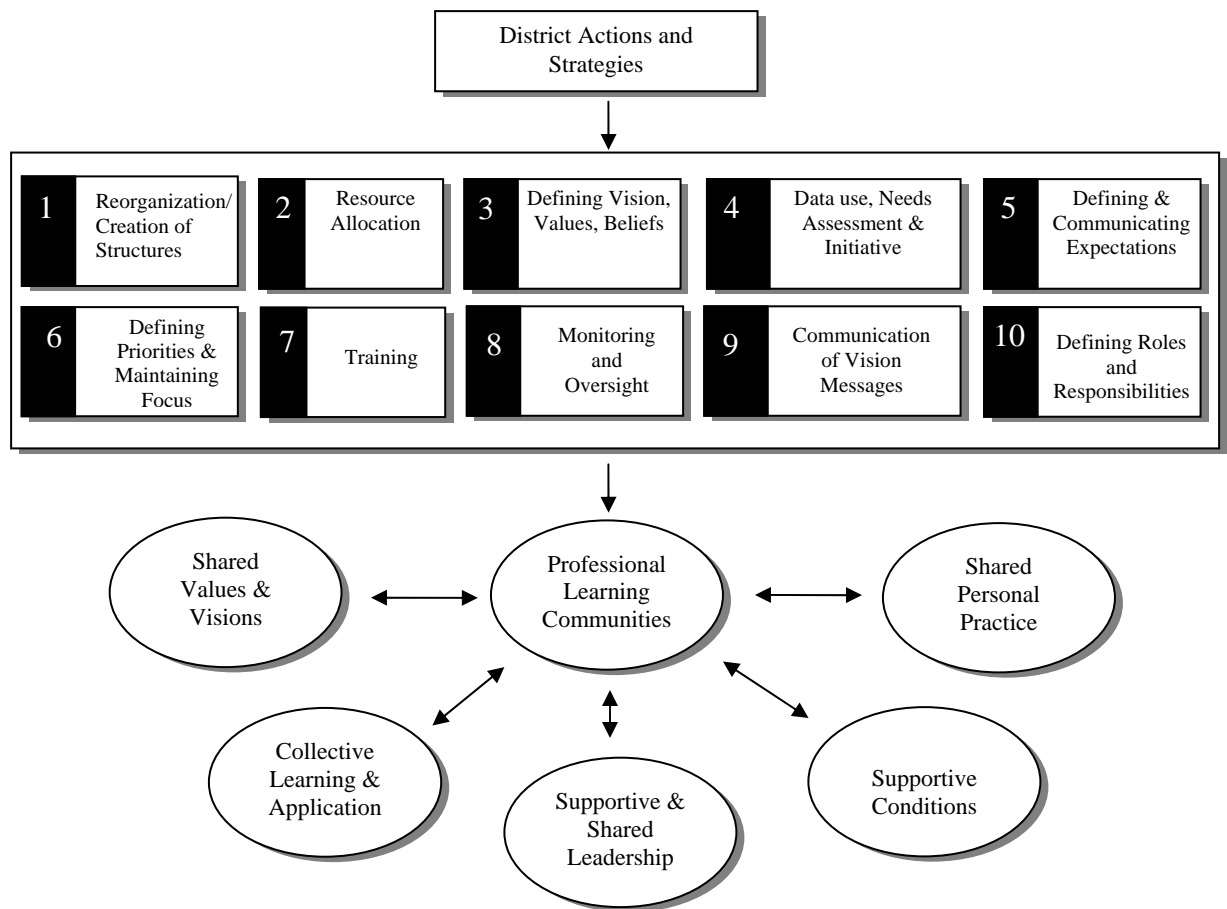 District Actions and
Strategies
1
Reorganization/
Creation of
Structures
2
Resource
Allocation
3
Defining Vision,
Values, Beliefs
4
Data use, Needs
Assessment &
Initiative
5
Defining &
Communicating
Expectations
6
Defining
Priorities &
Maintaining
Focus
7
Training
8
Monitoring
and
Oversight
9
Communication
of Vision
Messages
10
Defining Roles
and
Responsibilities
Shared
Values &
Visions
Professional
Learning
Communities
Shared
Personal
Practice
Collective
Learning &
Application
Supportive &
Shared
Leadership
Supportive
Conditions